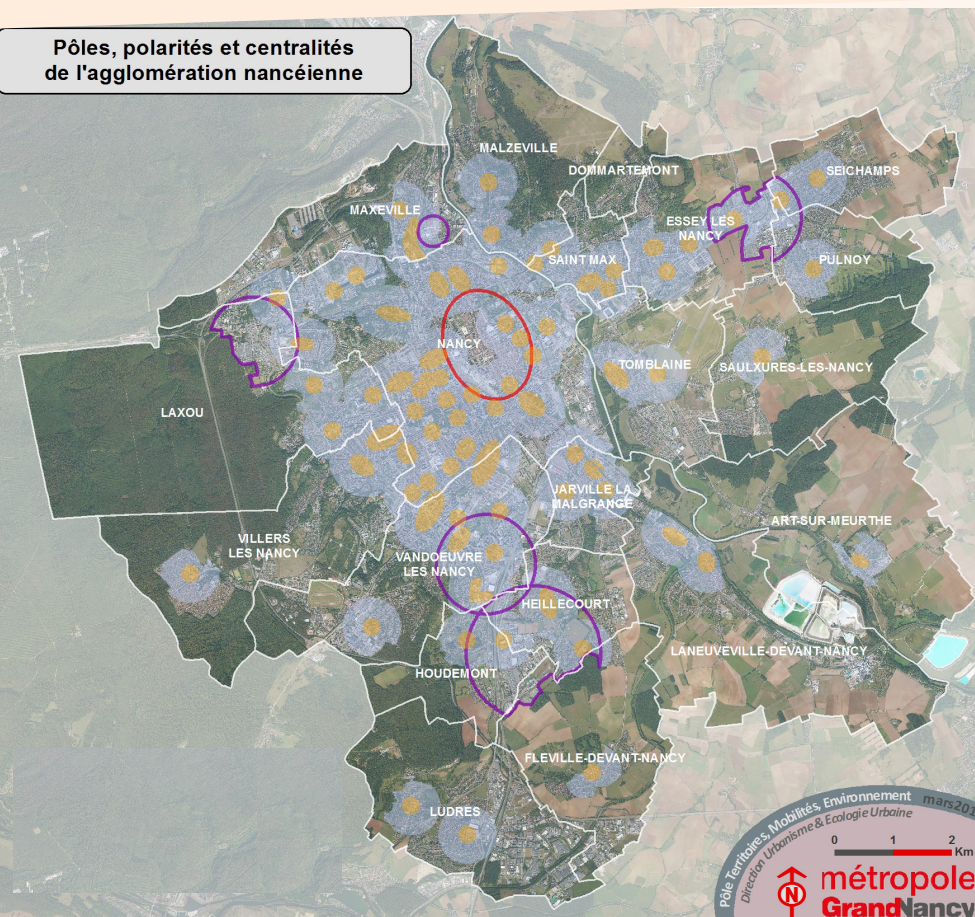 Pôles, polarités et centralités
de l'agglomération nancéienne
MALZEVILLE
DOMMARTEMONT
SEICHAMPS
MAXEVILLE
ESSEY LES
NANCY
SAINT MAX
PULNOY
NANCY
TOMBLAINE
SAULXURES-LES-NANCY
LAXOU
JARVILLE LA
MALGRANGE
ART-SUR-MEURTHE
VILLERS
LES NANCY
VANDOEUVRE
LES NANCY
HEILLECOURT
LANEUVEVILLE-DEVANT-NANCY
HOUDEMONT
FLEVILLE-DEVANT-NANCY
LUDRES
Pôle Territoires, Mobilités, Environnement
Direction Urbanisme & Ecologie Urbaine
0 1 2
Km
N
métropole
GrandNancy